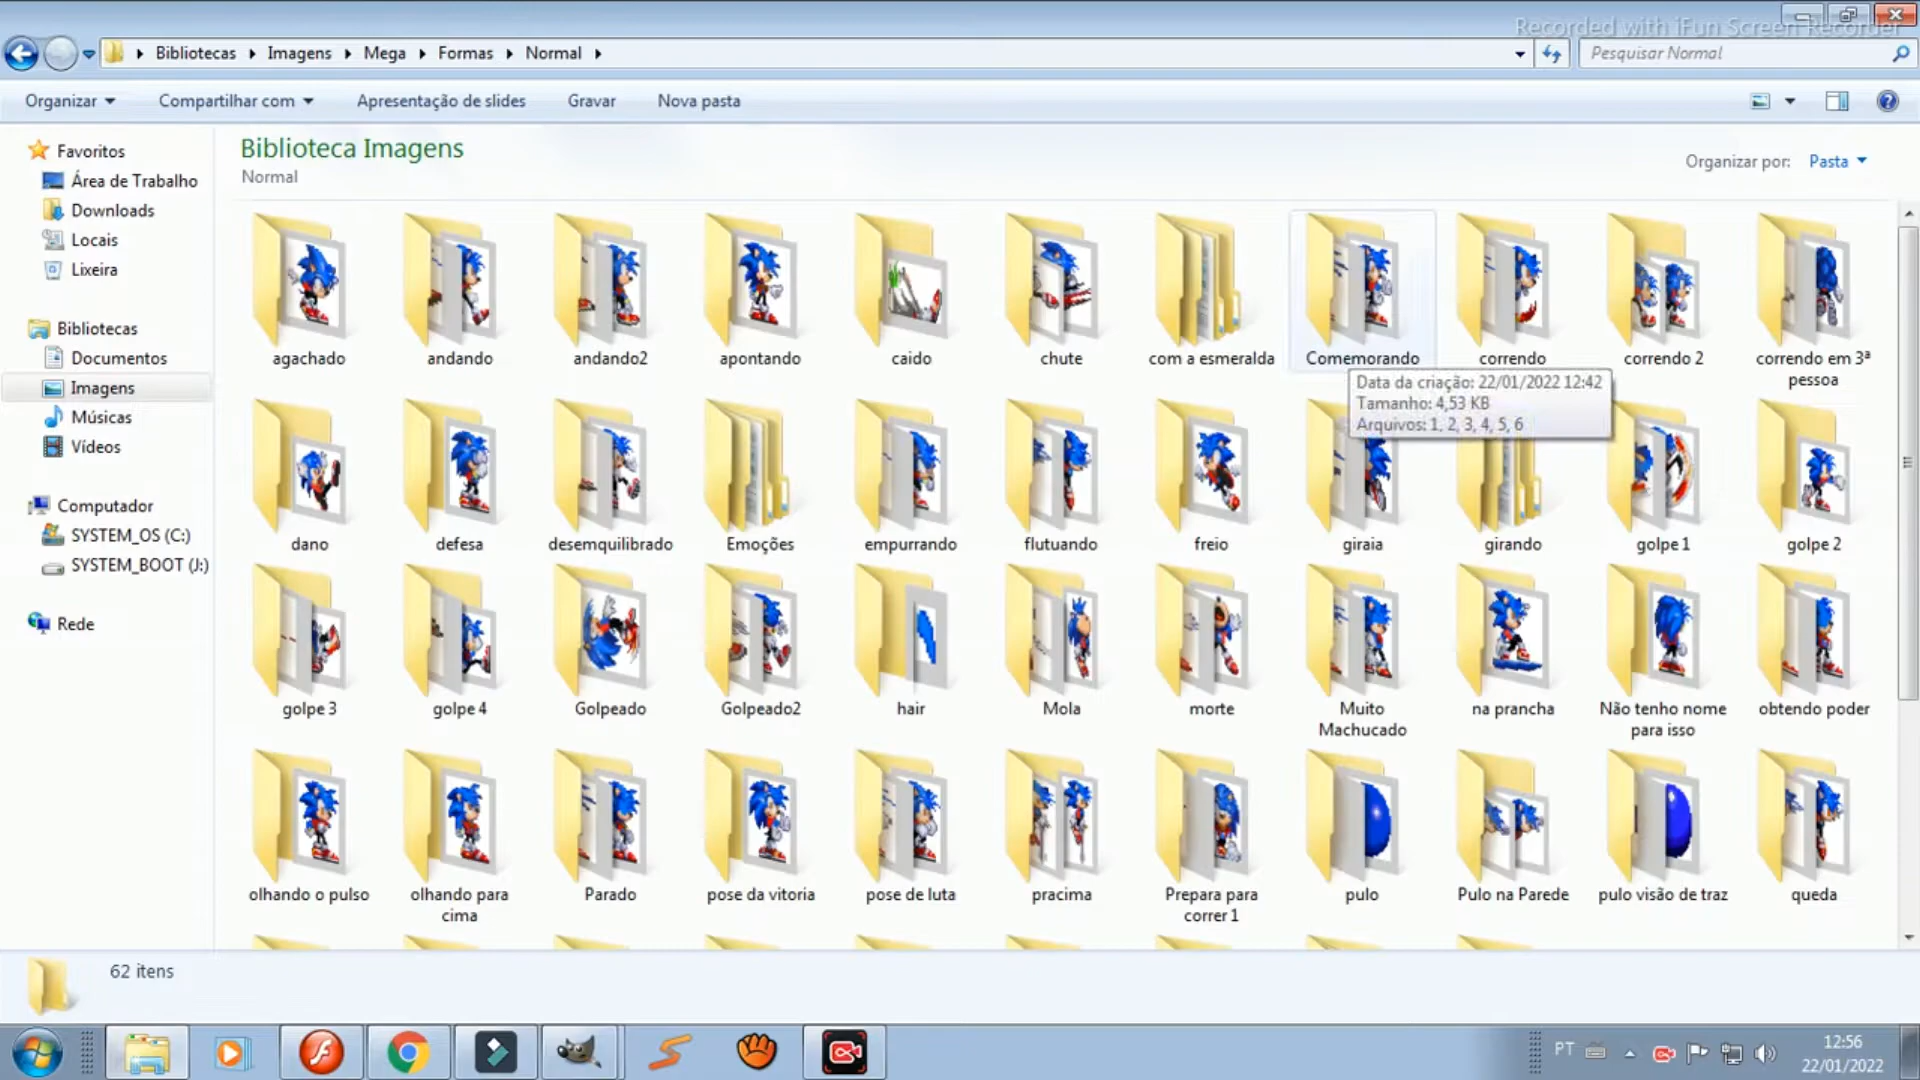 Recorded with iFun Screen Recorder
Bibliotecas Imagens Mega Formas Normal
Pesquisar Normal
Organizar Compartilhar com Apresentação de slides Gravar Nova pasta
Favoritos
Área de Trabalho
Downloads
Locais
Lixeira
Bibliotecas
Documentos
Imagens
Músicas
Vídeos
Computador
SYSTEM_OS (C:)
SYSTEM_BOOT (J:)
Rede
Biblioteca Imagens
Normal
Organizar por: Pasta
agachado andando andando2 apontando caido chute com a esmeralda Comemorando correndo correndo 2 correndo em 3ª
pessoa
Data da criação: 22/01/2022 12:42
Tamanho: 4,53 KB
Arquivos: 1, 2, 3, 4, 5, 6
dano defesa desemquilibrado Emoções empurrando flutuando freio giraia girando golpe 1 golpe 2
golpe 3 golpe 4 Golpeado Golpeado2 hair Mola morte Muito na prancha Não tenho nome obtendo poder
Machucado para isso
olhando o pulso olhando para Parado pose da vitoria pose de luta pracima Prepara para pulo Pulo na Parede pulo visão de traz queda
cima correr 1
62 itens
PT
12:56
22/01/2022